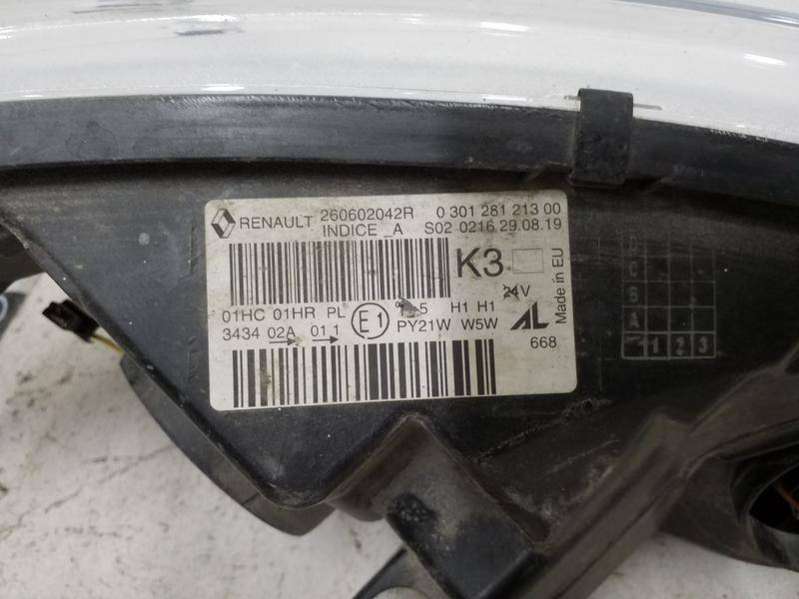 RENAULT 260602042R 0 301 281 213 00
INDICE _A S02 0216 29.08.19
K3
Made in EU
24V
01HC 01HR PL E1 H1 H1
3434 02A 01 1 PY21W W5W AL
668
C
B
A
1 2 3